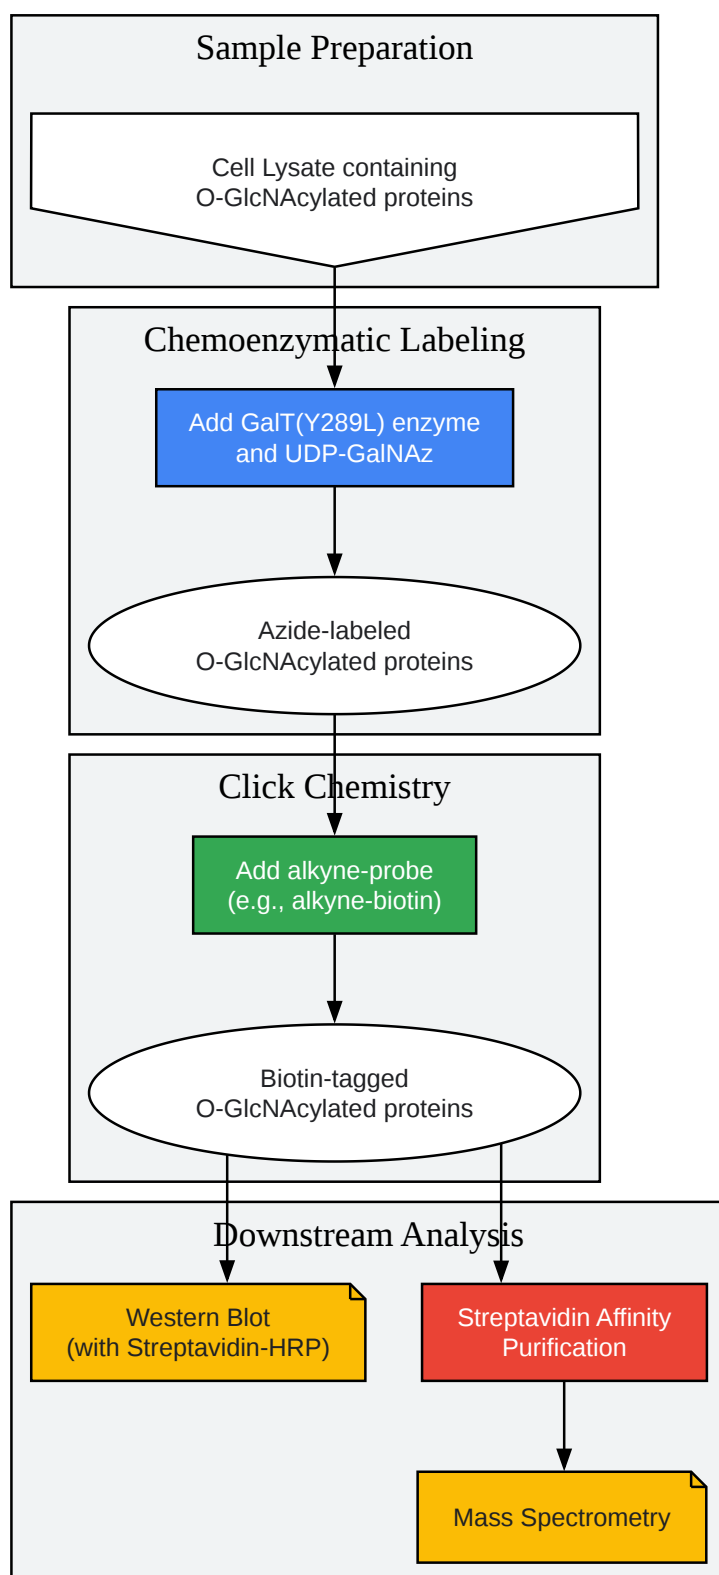 Sample Preparation
Cell Lysate containing
O-GlcNAcylated proteins
Chemoenzymatic Labeling
Add GalT(Y289L) enzyme
and UDP-GalNAz
Azide-labeled
O-GlcNAcylated proteins
Click Chemistry
Add alkyne-probe
(e.g., alkyne-biotin)
Biotin-tagged
O-GlcNAcylated proteins
Downstream Analysis
Western Blot
(with Streptavidin-HRP)
Streptavidin Affinity
Purification
Mass Spectrometry